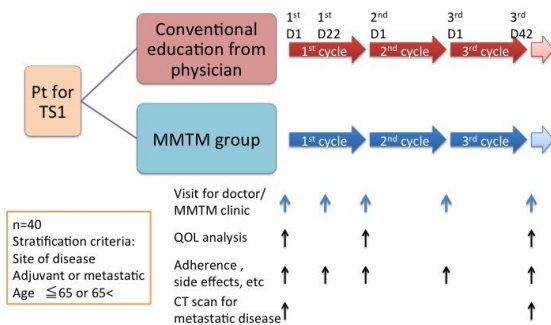 1st 1st 2nd 3rd 3rd
D1 D22 D1 D1 D42
Conventional
education from
physician
1st cycle 2nd cycle 3rd cycle
Pt for
TS1
MMTM group
1st cycle 2nd cycle 3rd cycle
Visit for doctor/
MMTM clinic
QOL analysis
Adherence ,
side effects, etc
CT scan for
metastatic disease
n=40
Stratification criteria:
Site of disease
Adjuvant or metastatic
Age ≦65 or 65<